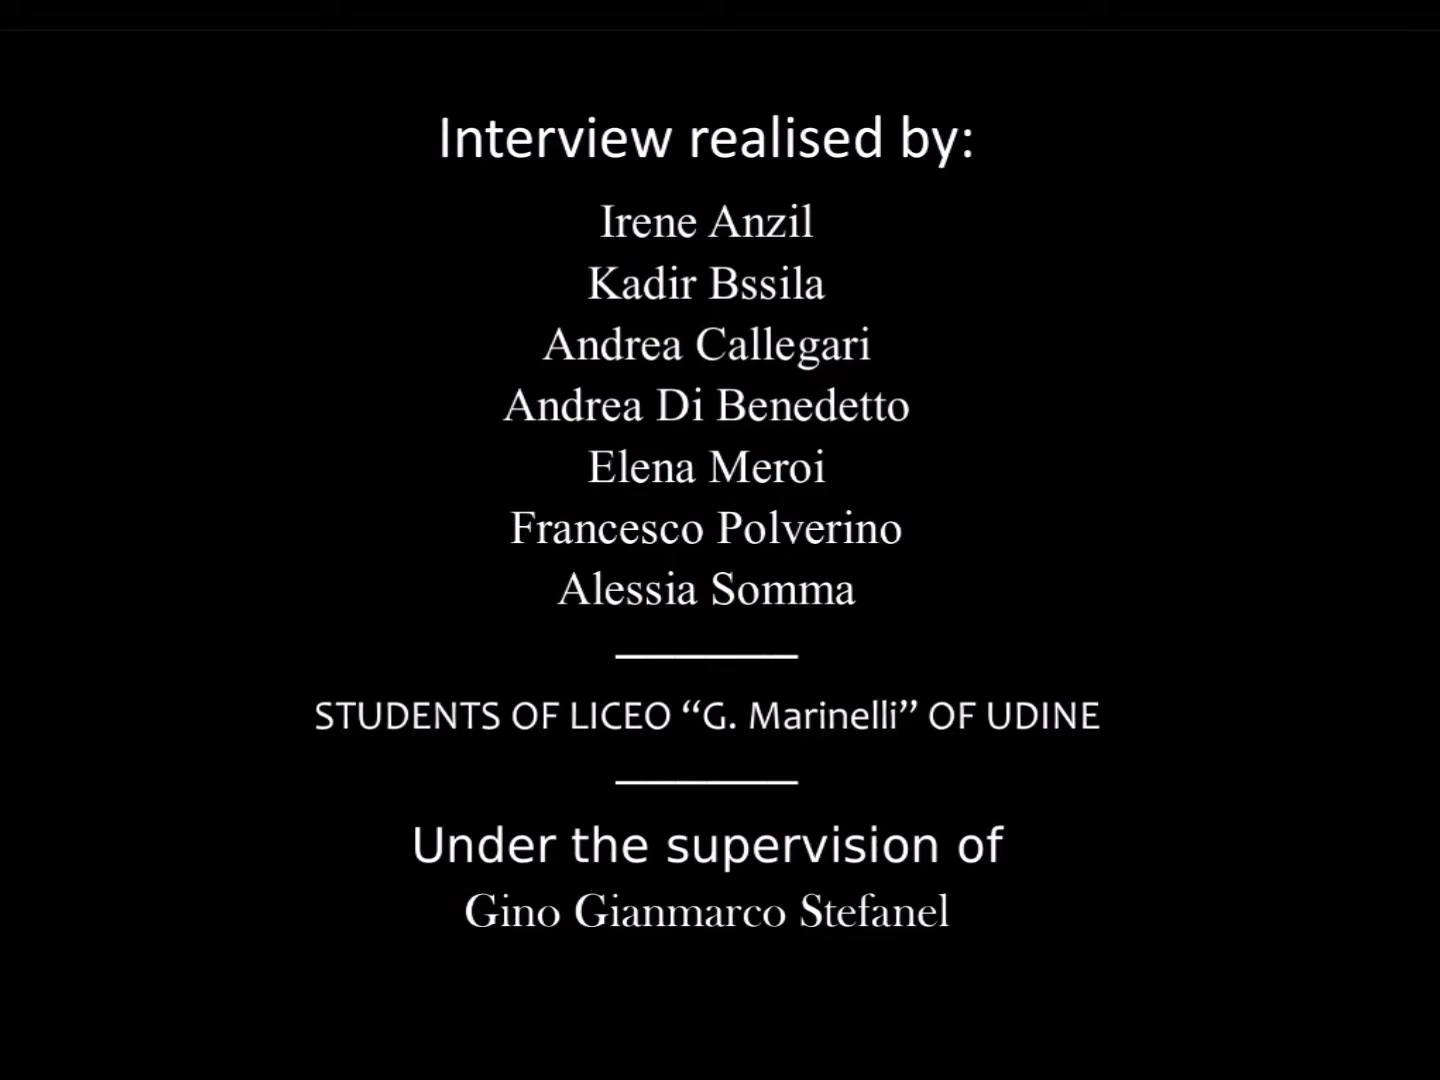 Interview realised by:
Irene Anzil
Kadir Bssila
Andrea Callegari
Andrea Di Benedetto
Elena Meroi
Francesco Polverino
Alessia Somma
STUDENTS OF LICEO “G. Marinelli” OF UDINE
Under the supervision of
Gino Gianmarco Stefanel